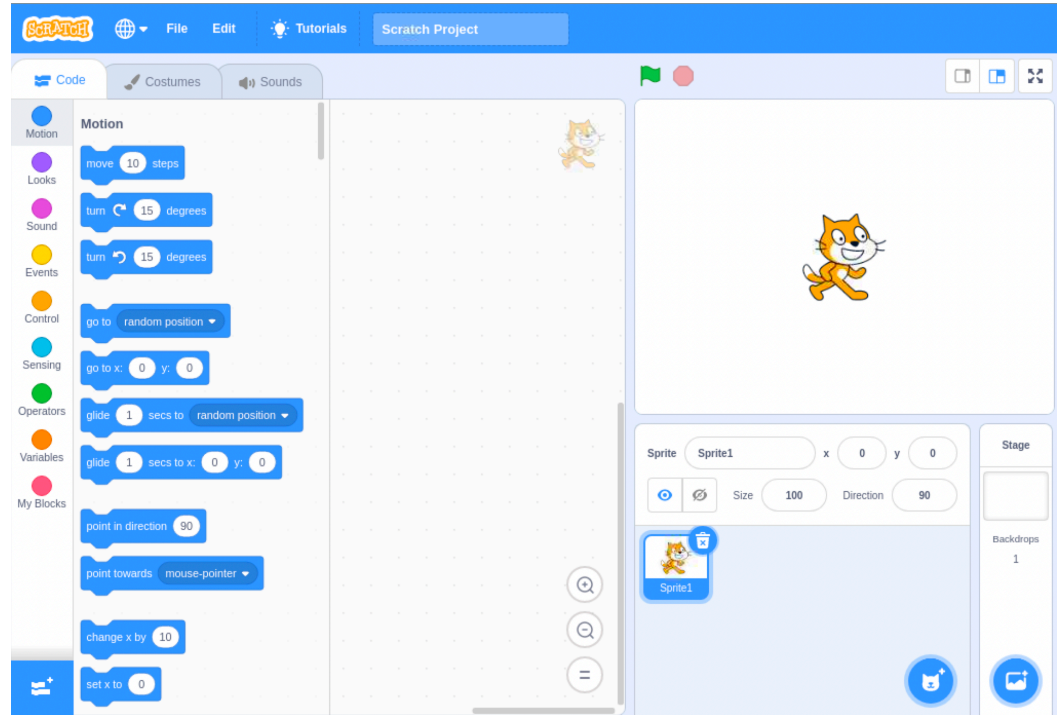 SCRATCH File Edit Tutorials Scratch Project
Code Costumes Sounds
Motion
Looks
Sound
Events
Control
Sensing
Operators
Variables
My Blocks
Motion
move 10 steps
turn 15 degrees
turn 15 degrees
go to random position
go to x: 0 y: 0
glide 1 secs to random position
glide 1 secs to x: 0 y: 0
point in direction 90
point towards mouse-pointer
change x by 10
set x to 0
Sprite Sprite1 x 0 y 0
Size 100 Direction 90
Sprite1
Stage
Backdrops
1